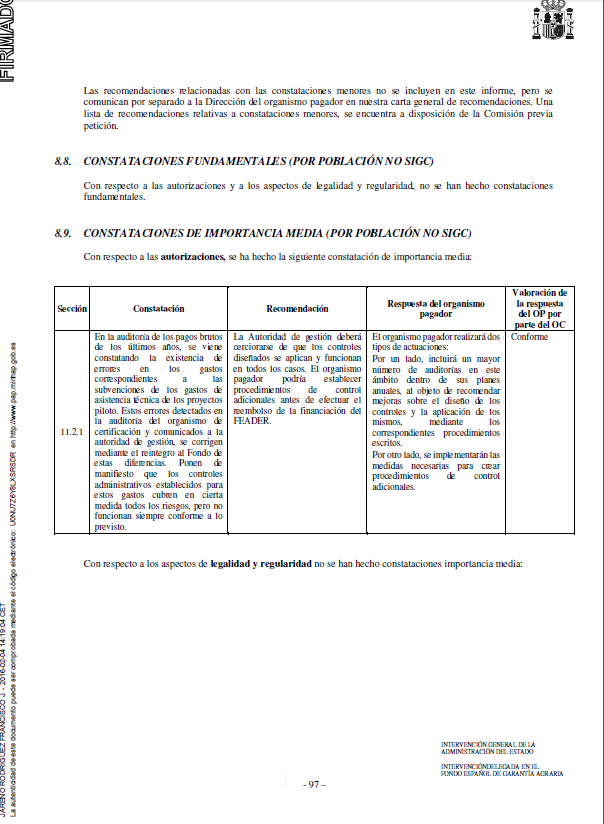 FIRMADO
Las recomendaciones relacionadas con las constataciones menores no se incluyen en este informe, pero se
comunican por separado a la Dirección del organismo pagador en nuestra carta general de recomendaciones. Una
lista de recomendaciones relativas a constataciones menores, se encuentra a disposición de la Comisión previa
petición.
8.8. CONSTATACIONES FUNDAMENTALES (POR POBLACIÓN NO SIGC)
Con respecto a las autorizaciones y a los aspectos de legalidad y regularidad, no se han hecho constataciones
fundamentales.
8.9. CONSTATACIONES DE IMPORTANCIA MEDIA (POR POBLACIÓN NO SIGC)
Con respecto a las autorizaciones, se ha hecho la siguiente constatación de importancia media:
Sección
Constatación
Recomendación
Respuesta del organismo
pagador
Valoración de
la respuesta
del OP por
parte del OC
11.2.1
En la auditoría de los pagos brutos
de los últimos años, se viene
constatando la existencia de
errores en los gastos
correspondientes a las
subvenciones de los gastos de
asistencia técnica de los proyectos
piloto. Estos errores detectados en
la auditoría del organismo de
certificación y comunicados a la
autoridad de gestión, se corrigen
mediante el reintegro al Fondo de
estas diferencias. Ponen de
manifiesto que los controles
administrativos establecidos para
estos gastos cubren en cierta
medida todos los riesgos, pero no
funcionan siempre conforme a lo
previsto.
La Autoridad de gestión deberá
cerciorarse de que los controles
diseñados se aplican y funcionan
en todos los casos. El organismo
pagador podría establecer
procedimientos de control
adicionales antes de efectuar el
reembolso de la financiación del
FEADER.
El organismo pagador realizará dos
tipos de actuaciones:
Por un lado, incluirá un mayor
número de auditorías en este
ámbito dentro de sus planes
anuales, al objeto de recomendar
mejoras sobre el diseño de los
controles y la aplicación de los
mismos, mediante los
correspondientes procedimientos
escritos.
Por otro lado, se implementarán las
medidas necesarias para crear
procedimientos de control
adicionales.
Conforme
Con respecto a los aspectos de legalidad y regularidad no se han hecho constataciones importancia media:
INTERVENCIÓN GENERAL DE LA
ADMINISTRACIÓN DEL ESTADO
INTERVENCIÓN DELEGADA EN EL
FONDO ESPAÑOL DE GARANTÍA AGRARIA
- 97 –
JAREÑO RODRÍGUEZ FRANCISCO J. - 2016-02-04 14:19:04 CET
La autenticidad de este documento puede ser comprobada mediante el código electrónico: en http://www.pap.minhap.gob.es